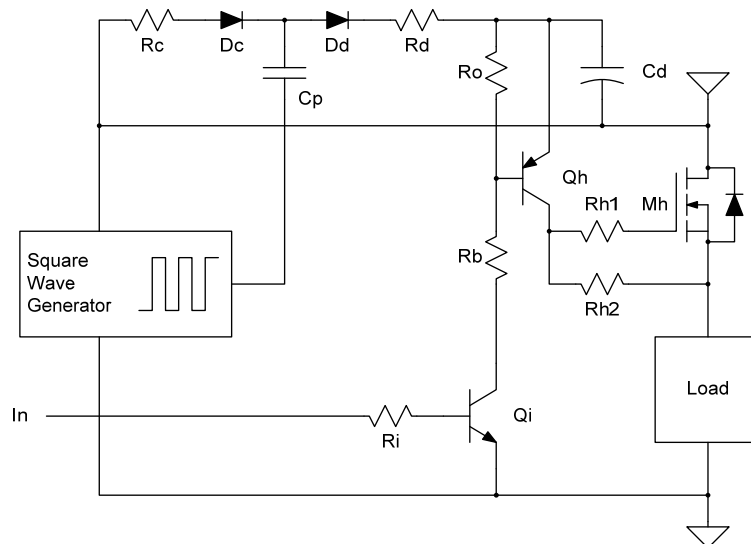 Rc
Dc
Dd
Rd
Cp
Ro
Cd
Qh
Rh1
Mh
Square
Wave
Generator
Rb
Rh2
Load
In
Ri
Qi